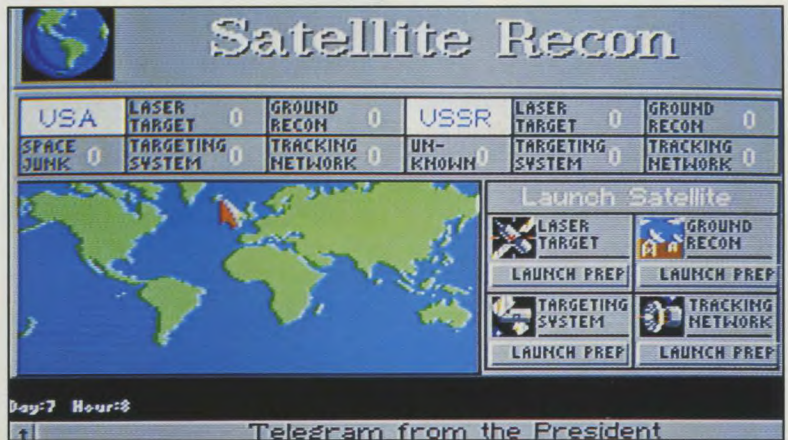 Satellite Recon
USA LASER TARGET 0 GROUND RECON 0 USSR LASER TARGET 0 GROUND RECON 0
SPACE JUNK 0 TARGETING SYSTEM 0 TRACKING NETWORK 0 UN-KNOWN 0 TARGETING SYSTEM 0 TRACKING NETWORK 0
Launch Satellite
LASER TARGET GROUND RECON
LAUNCH PREP LAUNCH PREP
TARGETING SYSTEM TRACKING NETWORK
LAUNCH PREP LAUNCH PREP
Day:7 Hour:8
Telegram from the President